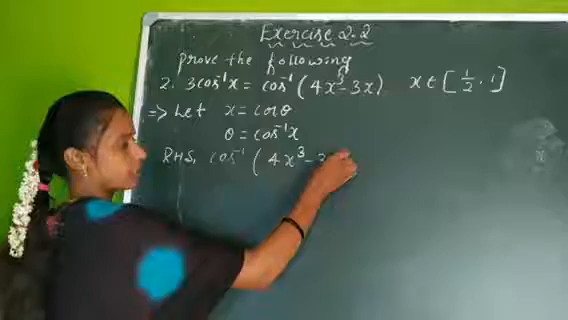 Exercise 2.2
Prove the following
2. 3cos⁻¹x = cos⁻¹(4x³-3x) x ∈ [1/2, 1]
=> Let x = cosθ
θ = cos⁻¹x
RHS, cos⁻¹(4x³-3